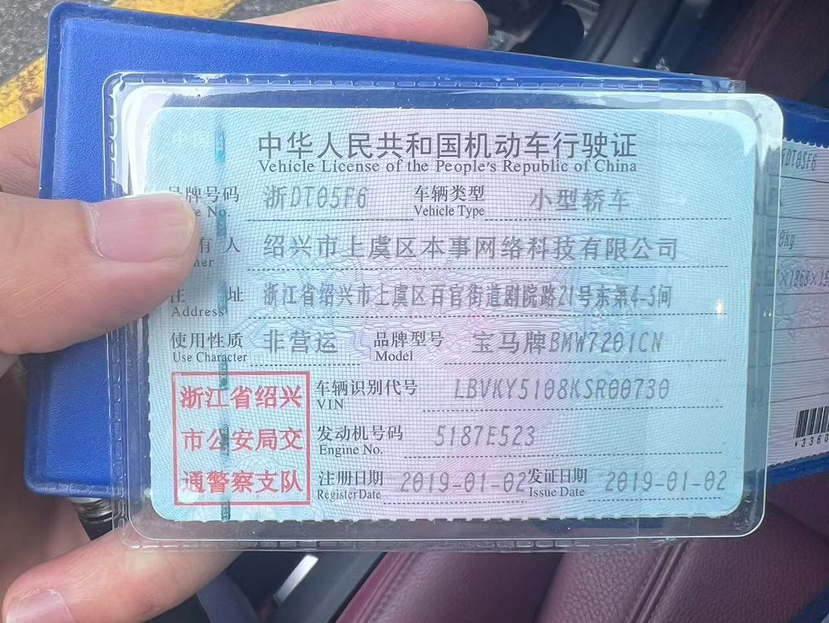 中华人民共和国机动车行驶证
Vehicle License of the People's Republic of China
号牌号码 浙DT05F6 车辆类型 小型轿车
No. Vehicle Type
有 人 绍兴市上虞区本事网络科技有限公司
住 址 浙江省绍兴市上虞区百官街道剧院路21号东第4-5间
Address
使用性质 非营运 品牌型号 宝马牌BMW7201CN
Use Character Model
浙江省绍兴
市公安局交
通警察支队
车辆识别代号 LBVKY5108KSR00730
VIN
发动机号码 5187E523
Engine No.
注册日期 2019-01-02 发证日期 2019-01-02
Register Date Issue Date
DT05F6